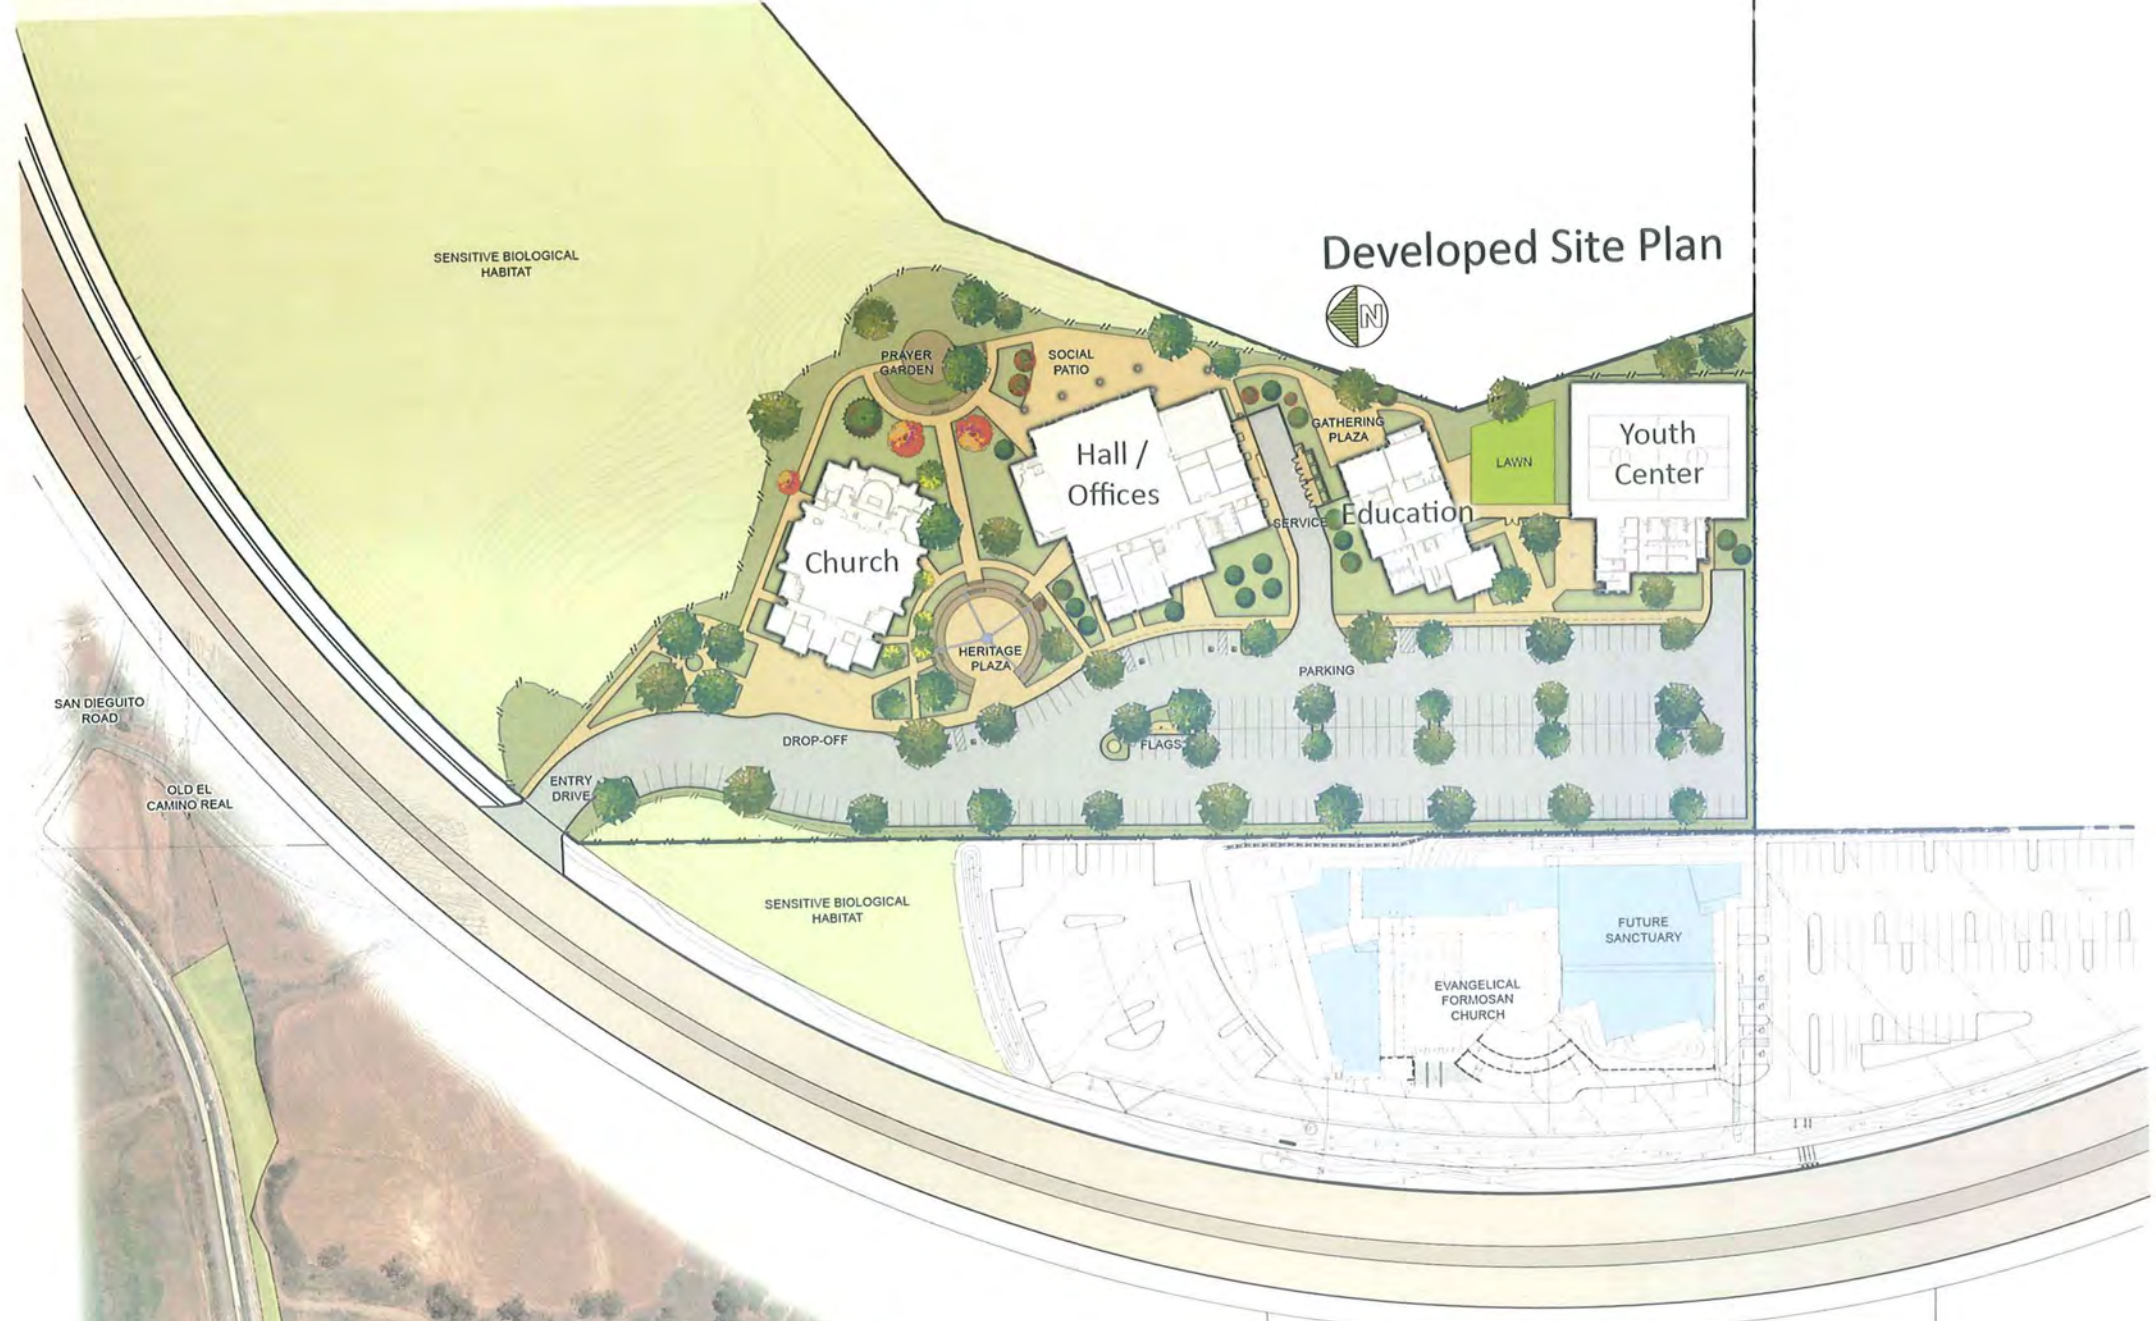 Developed Site Plan
N
SENSITIVE BIOLOGICAL
HABITAT
PRAYER
GARDEN
SOCIAL
PATIO
Hall /
Offices
GATHERING
PLAZA
Youth
Center
LAWN
Education
SERVICE
Church
HERITAGE
PLAZA
PARKING
DROP-OFF
FLAGS
ENTRY
DRIVE
SAN DIEGUITO
ROAD
OLD EL
CAMINO REAL
SENSITIVE BIOLOGICAL
HABITAT
FUTURE
SANCTUARY
EVANGELICAL
FORMOSAN
CHURCH